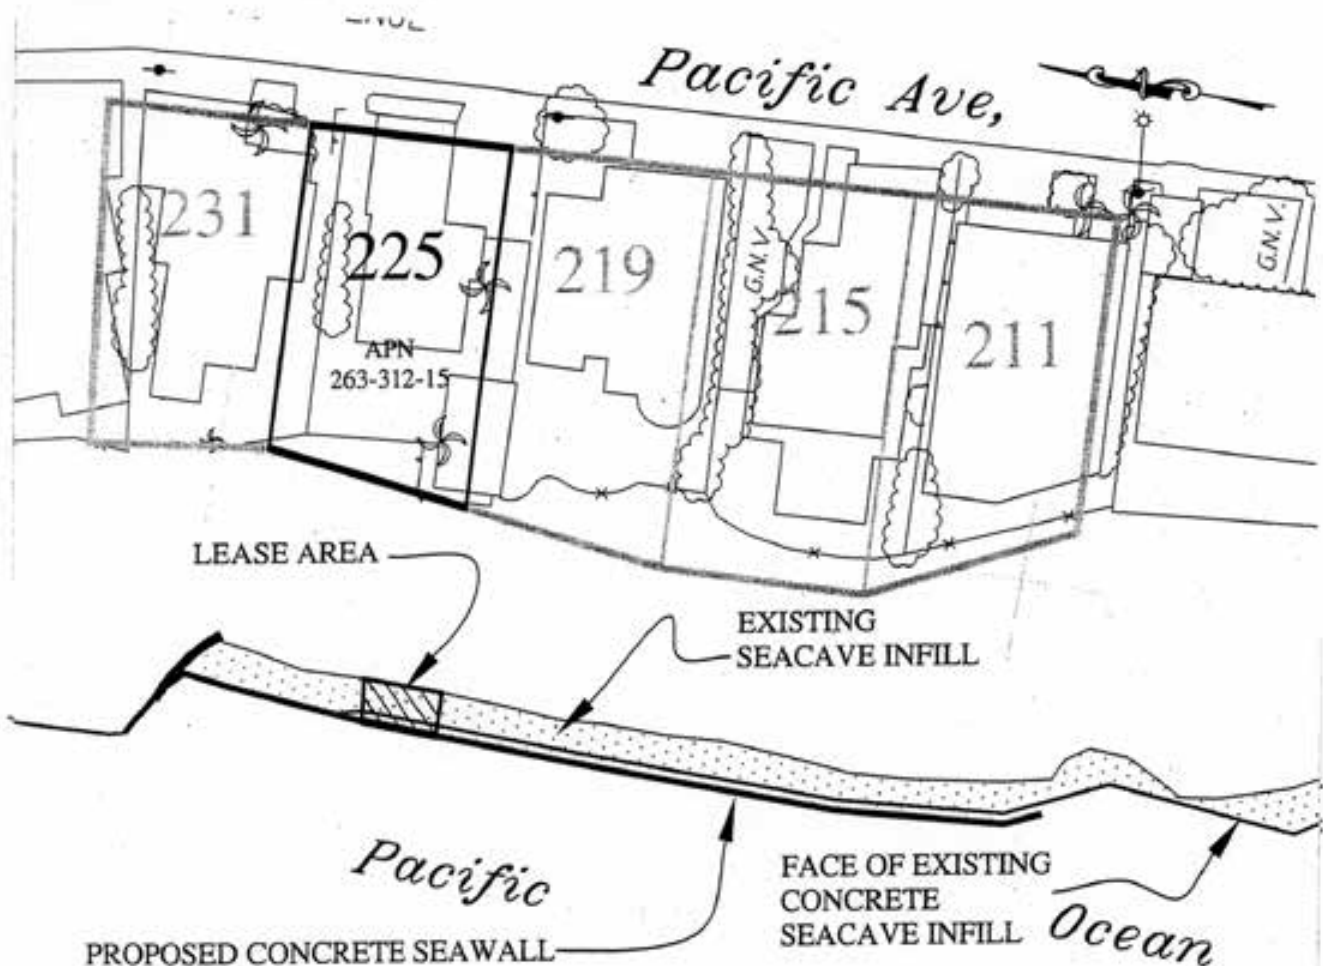 Pacific Ave,
231
225
219
G.N.V.
215
211
G.N.V.
APN
263-312-15
LEASE AREA
EXISTING
SEACAVE INFILL
Pacific
Ocean
FACE OF EXISTING
CONCRETE
SEACAVE INFILL
PROPOSED CONCRETE SEAWALL